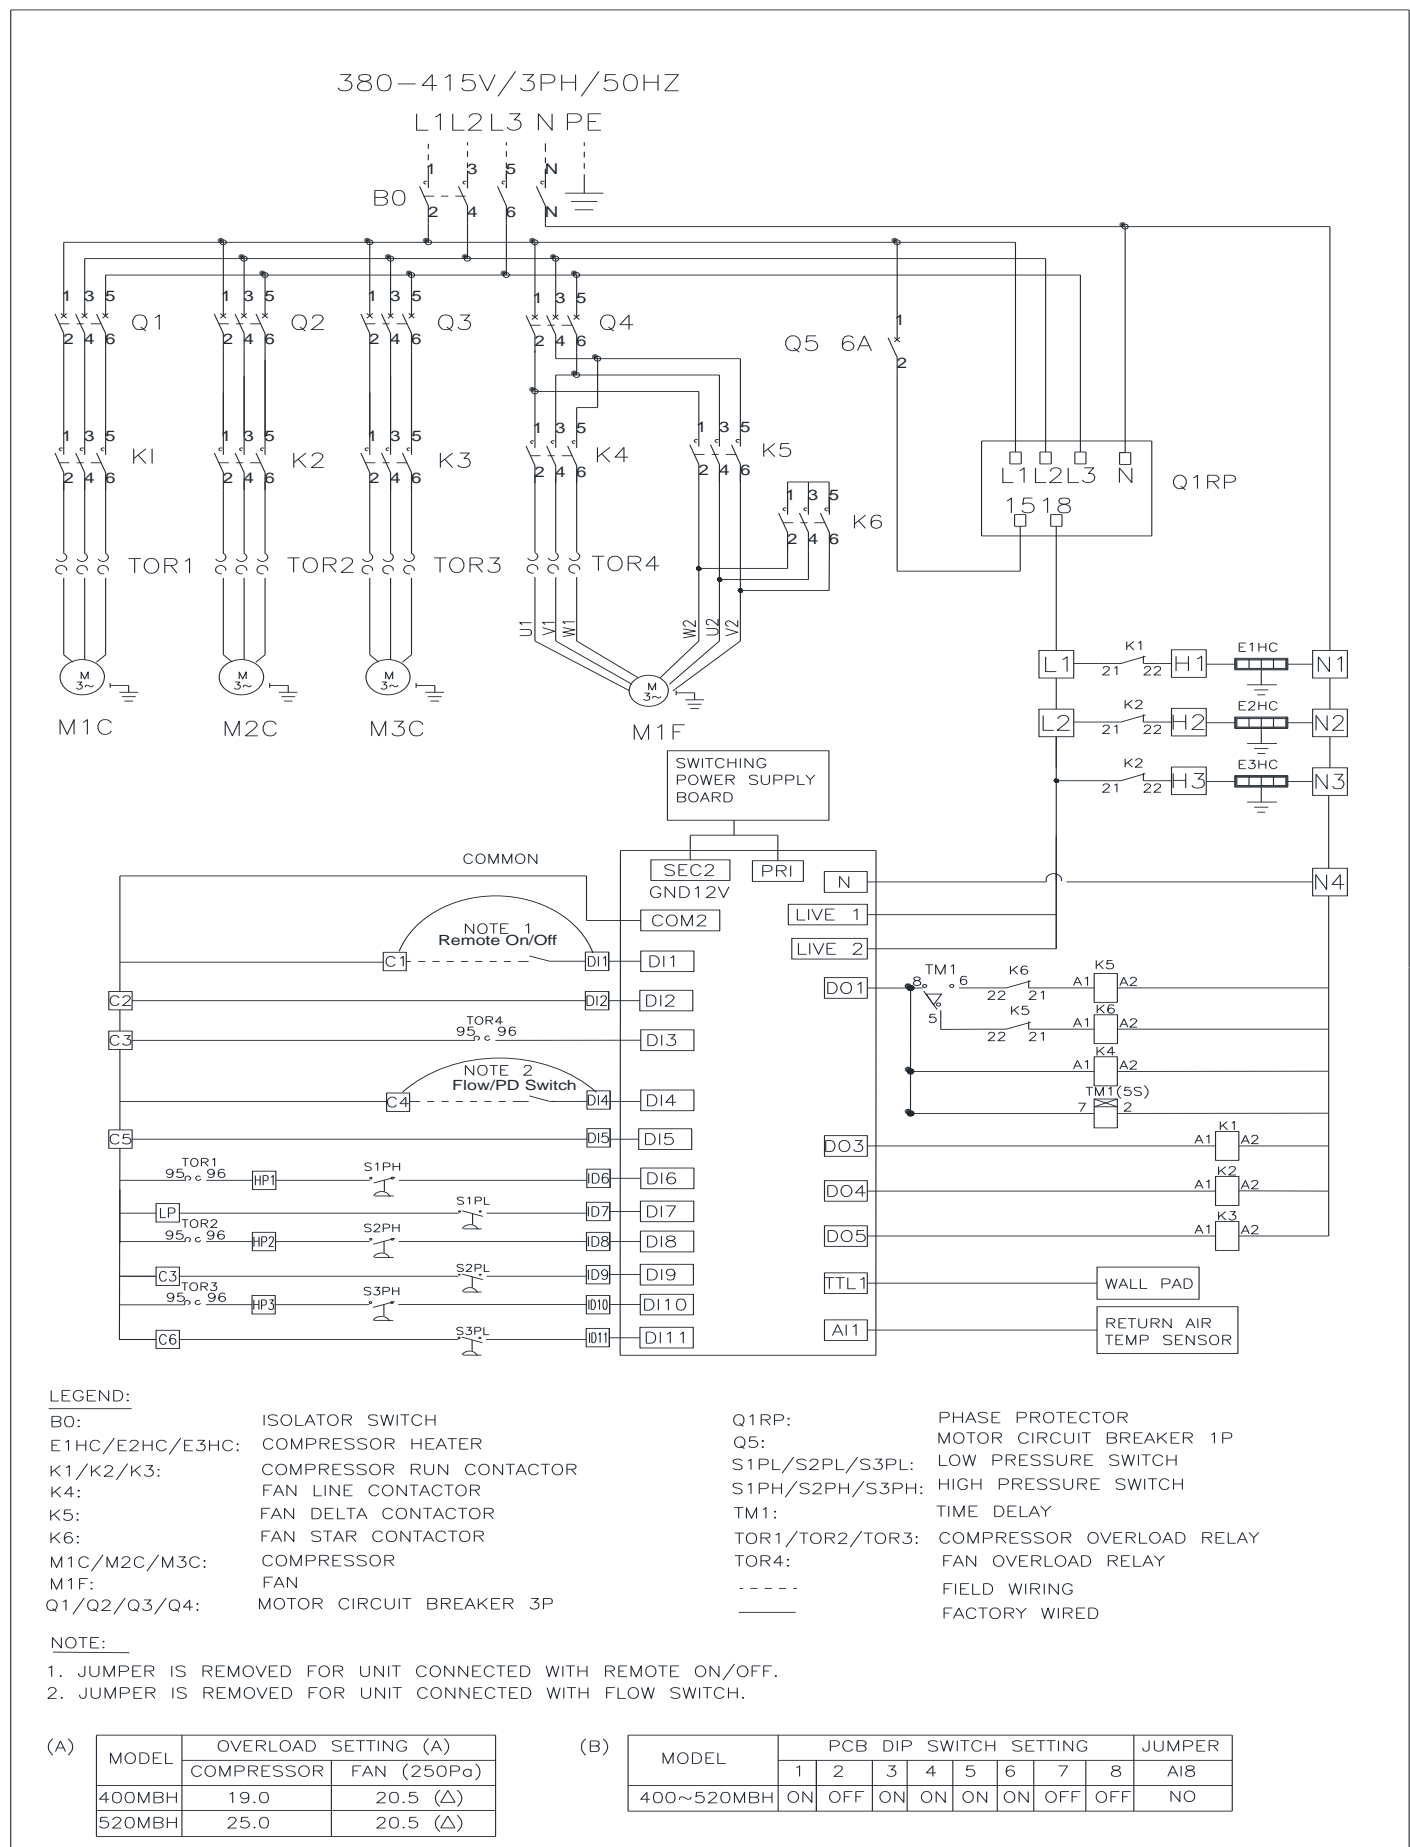 380-415V/3PH/50HZ
L1 L2 L3 N PE
1 3 5 N
B0
2 4 6 N
1 3 5 Q1
2 4 6
1 3 5 Q2
2 4 6
1 3 5 Q3
2 4 6
1 3 5 Q4
2 4 6
1
Q5 6A
2
1 3 5 K1
2 4 6
1 3 5 K2
2 4 6
1 3 5 K3
2 4 6
1 3 5 K4
2 4 6
1 3 5 K5
2 4 6
1 3 5 K6
2 4 6
L1 L2 L3 N
15 18
Q1RP
TOR1 TOR2 TOR3 TOR4
U1 V1 W1 W2 U2 V2
M 3~
M 3~
M 3~
M 3~
M1C M2C M3C M1F
L1 21 K1 22 H1 E1HC N1
L2 21 K2 22 H2 E2HC N2
21 K2 22 H3 E3HC N3
SWITCHING
POWER SUPPLY
BOARD
COMMON
SEC2 PRI
GND12V
N N4
COM2 LIVE 1
LIVE 2
NOTE 1
Remote On/Off
C1 DI1 DI1
C2 DI2 DI2
TOR4
C3 95 96 DI3
NOTE 2
Flow/PD Switch
C4 DI4 DI4
C5 DI5 DI5
TOR1 S1PH
95 96 HP1 ID6 DI6
LP S1PL ID7 DI7
TOR2 S2PH
95 96 HP2 ID8 DI8
C3 S2PL ID9 DI9
TOR3 S3PH
95 96 HP3 ID10 DI10
C6 S3PL ID11 DI11
DO1 8 TM1 6 22 K6 21 A1 K5 A2
5 22 K5 21 A1 K6 A2
A1 K4 A2
TM1(5S)
7 2
DO3 A1 K1 A2
DO4 A1 K2 A2
DO5 A1 K3 A2
TTL1 WALL PAD
AI1 RETURN AIR
TEMP SENSOR
LEGEND:
B0: ISOLATOR SWITCH
E1HC/E2HC/E3HC: COMPRESSOR HEATER
K1/K2/K3: COMPRESSOR RUN CONTACTOR
K4: FAN LINE CONTACTOR
K5: FAN DELTA CONTACTOR
K6: FAN STAR CONTACTOR
M1C/M2C/M3C: COMPRESSOR
M1F: FAN
Q1/Q2/Q3/Q4: MOTOR CIRCUIT BREAKER 3P
Q1RP: PHASE PROTECTOR
Q5: MOTOR CIRCUIT BREAKER 1P
S1PL/S2PL/S3PL: LOW PRESSURE SWITCH
S1PH/S2PH/S3PH: HIGH PRESSURE SWITCH
TM1: TIME DELAY
TOR1/TOR2/TOR3: COMPRESSOR OVERLOAD RELAY
TOR4: FAN OVERLOAD RELAY
FIELD WIRING
FACTORY WIRED
NOTE:
1. JUMPER IS REMOVED FOR UNIT CONNECTED WITH REMOTE ON/OFF.
2. JUMPER IS REMOVED FOR UNIT CONNECTED WITH FLOW SWITCH.
(A)
MODEL OVERLOAD SETTING (A)
COMPRESSOR FAN (250Pa)
400MBH 19.0 20.5 (△)
520MBH 25.0 20.5 (△)
(B)
MODEL PCB DIP SWITCH SETTING JUMPER
1 2 3 4 5 6 7 8 AI8
400~520MBH ON OFF ON ON ON ON OFF OFF NO